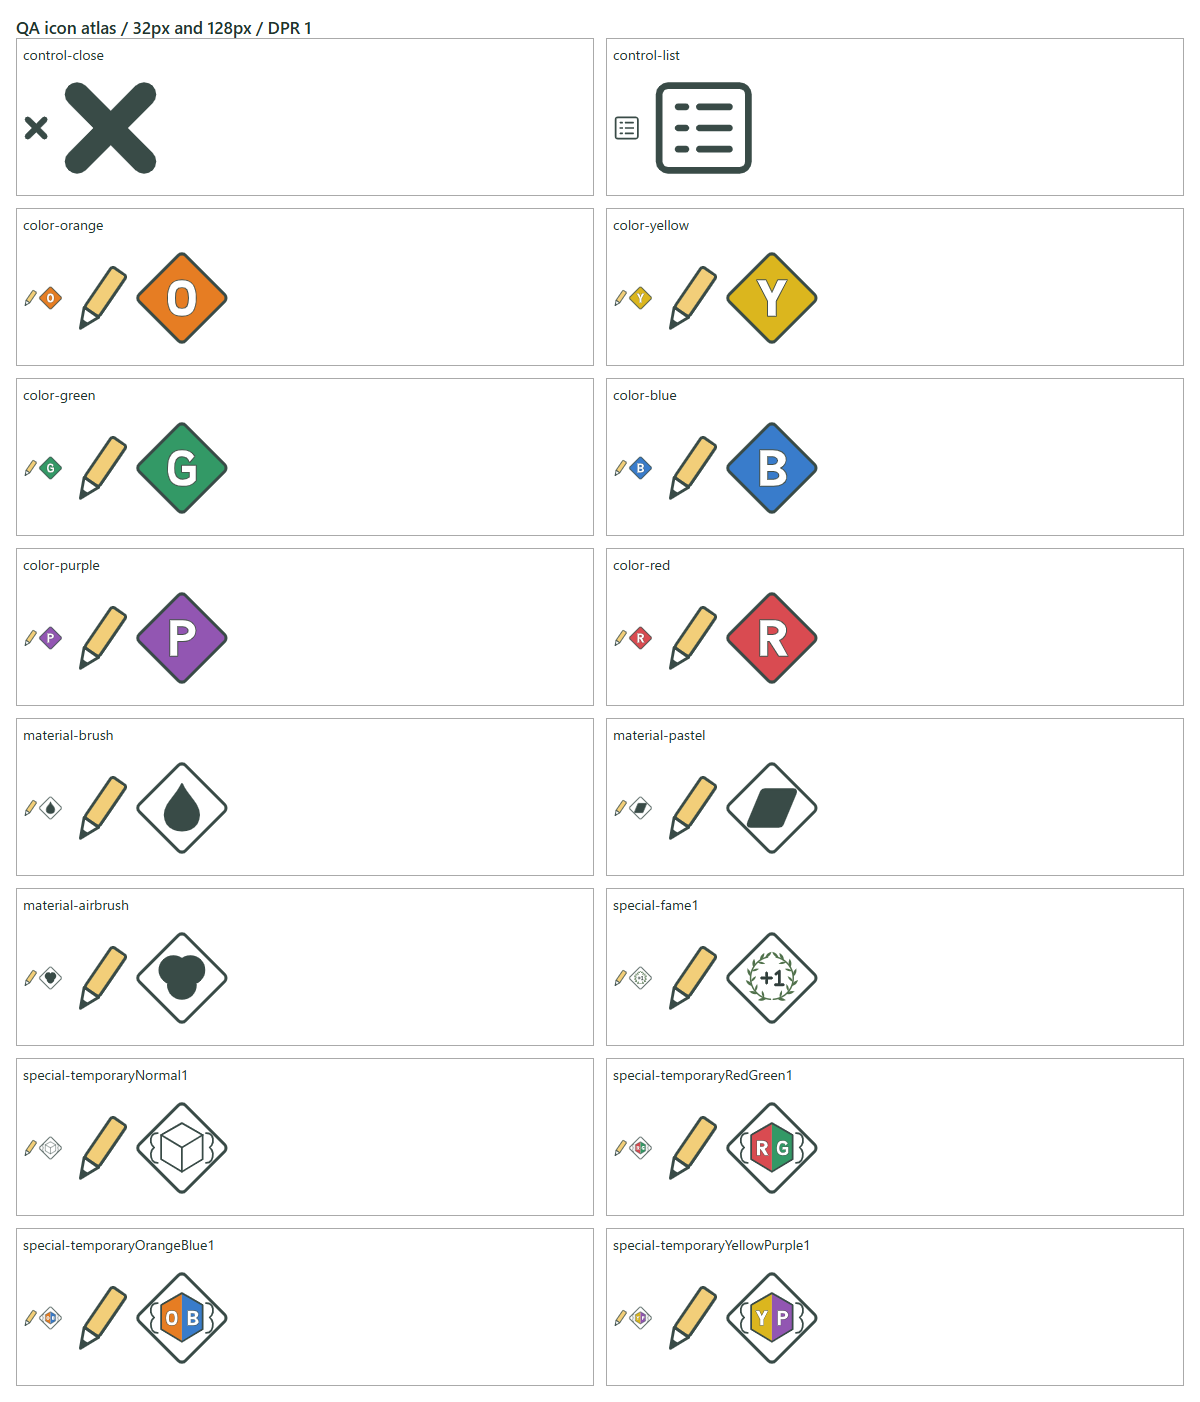 QA icon atlas / 32px and 128px / DPR 1
control-close
control-list
color-orange
O O
color-yellow
Y Y
color-green
G G
color-blue
B B
color-purple
P P
color-red
R R
material-brush
material-pastel
material-airbrush
special-fame1
+1 +1
special-temporaryNormal1
special-temporaryRedGreen1
R G R G
special-temporaryOrangeBlue1
O B O B
special-temporaryYellowPurple1
Y P Y P